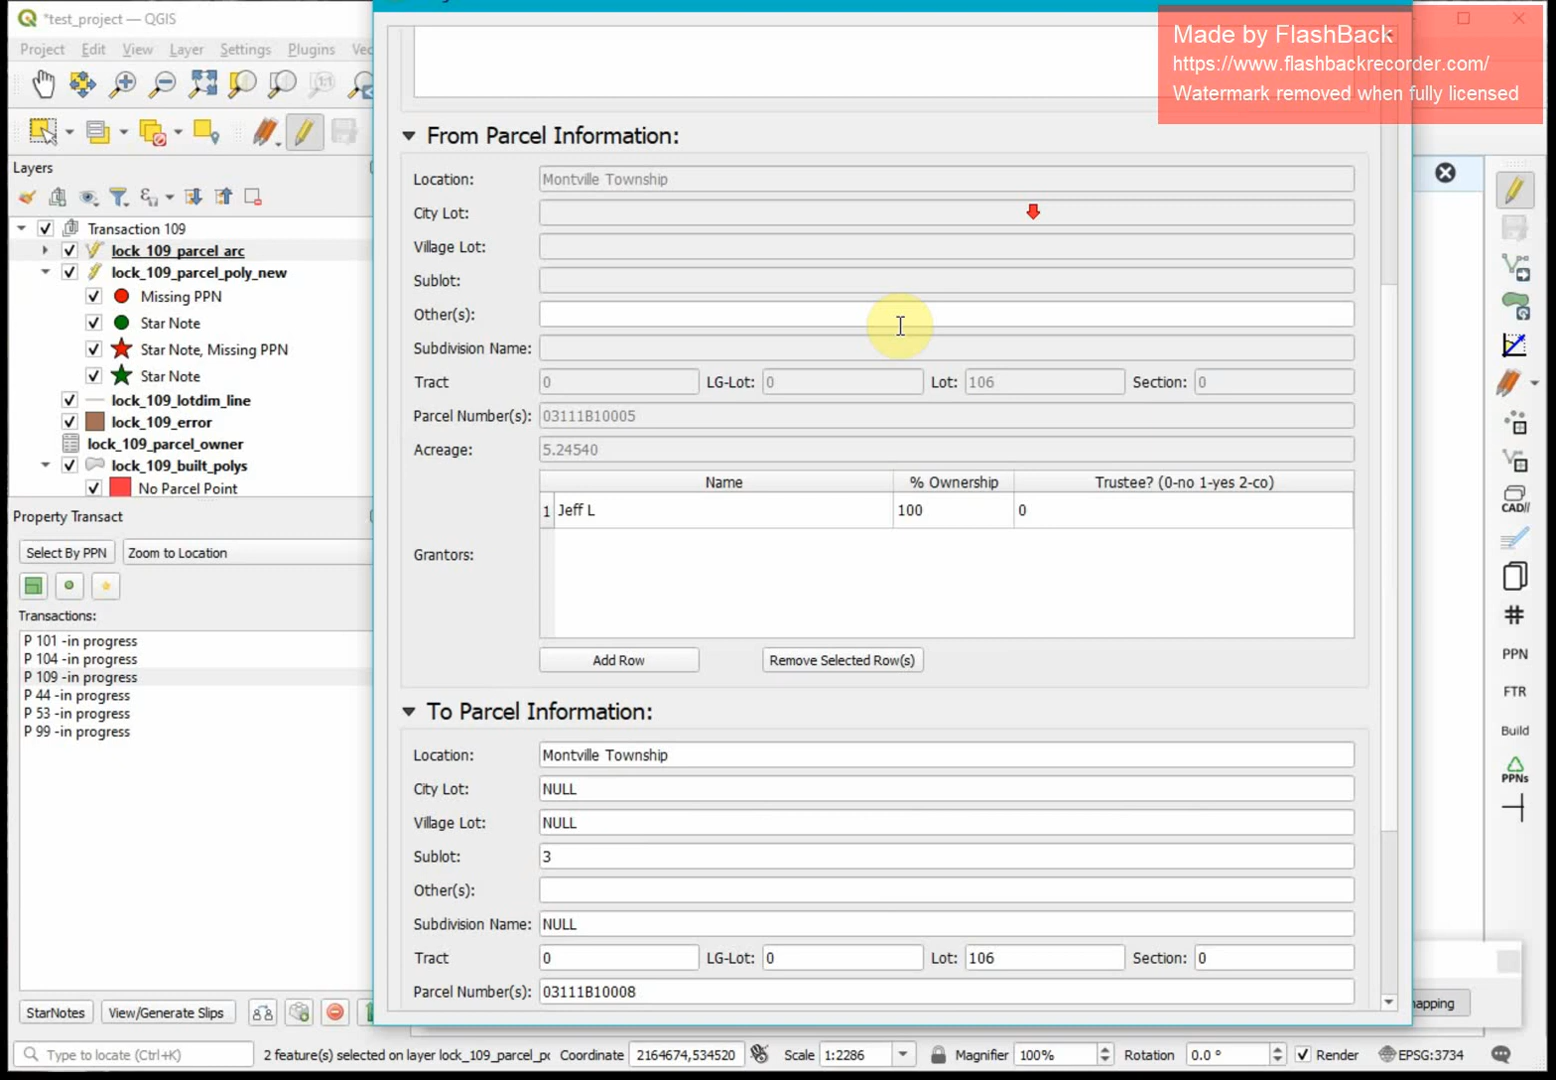 *test_project — QGIS
Made by FlashBack
https://www.flashbackrecorder.com/
Watermark removed when fully licensed
Project Edit View Layer Settings Plugins Vec
Layers
Transaction 109
lock_109_parcel_arc
lock_109_parcel_poly_new
Missing PPN
Star Note
Star Note, Missing PPN
Star Note
lock_109_lotdim_line
lock_109_error
lock_109_parcel_owner
lock_109_built_polys
No Parcel Point
Property Transact
Select By PPN Zoom to Location
Transactions:
P 101 -in progress
P 104 -in progress
P 109 -in progress
P 44 -in progress
P 53 -in progress
P 99 -in progress
StarNotes View/Generate Slips
From Parcel Information:
Location: Montville Township
City Lot:
Village Lot:
Sublot:
Other(s):
Subdivision Name:
Tract 0 LG-Lot: 0 Lot: 106 Section: 0
Parcel Number(s): 03111B10005
Acreage: 5.24540
Name % Ownership Trustee? (0-no 1-yes 2-co)
1 Jeff L 100 0
Grantors:
Add Row Remove Selected Row(s)
To Parcel Information:
Location: Montville Township
City Lot: NULL
Village Lot: NULL
Sublot: 3
Other(s):
Subdivision Name: NULL
Tract 0 LG-Lot: 0 Lot: 106 Section: 0
Parcel Number(s): 03111B10008
CAD//
#
PPN
FTR
Build
PPNs
napping
Type to locate (Ctrl+K) 2 feature(s) selected on layer lock_109_parcel_pc Coordinate 2164674,534520 Scale 1:2286 Magnifier 100% Rotation 0.0 ° Render EPSG:3734